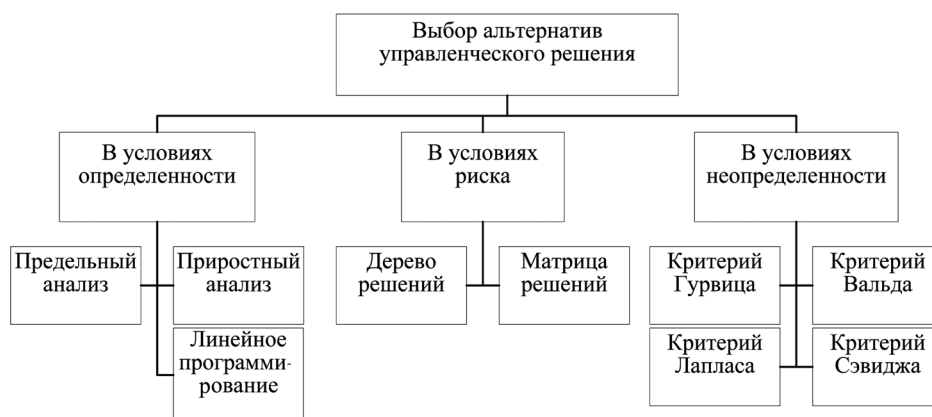 Выбор альтернатив
управленческого решения
В условиях
определенности
В условиях
риска
В условиях
неопределенности
Предельный
анализ
Приростный
анализ
Линейное
программи-
рование
Дерево
решений
Матрица
решений
Критерий
Гурвица
Критерий
Вальда
Критерий
Лапласа
Критерий
Сэвиджа